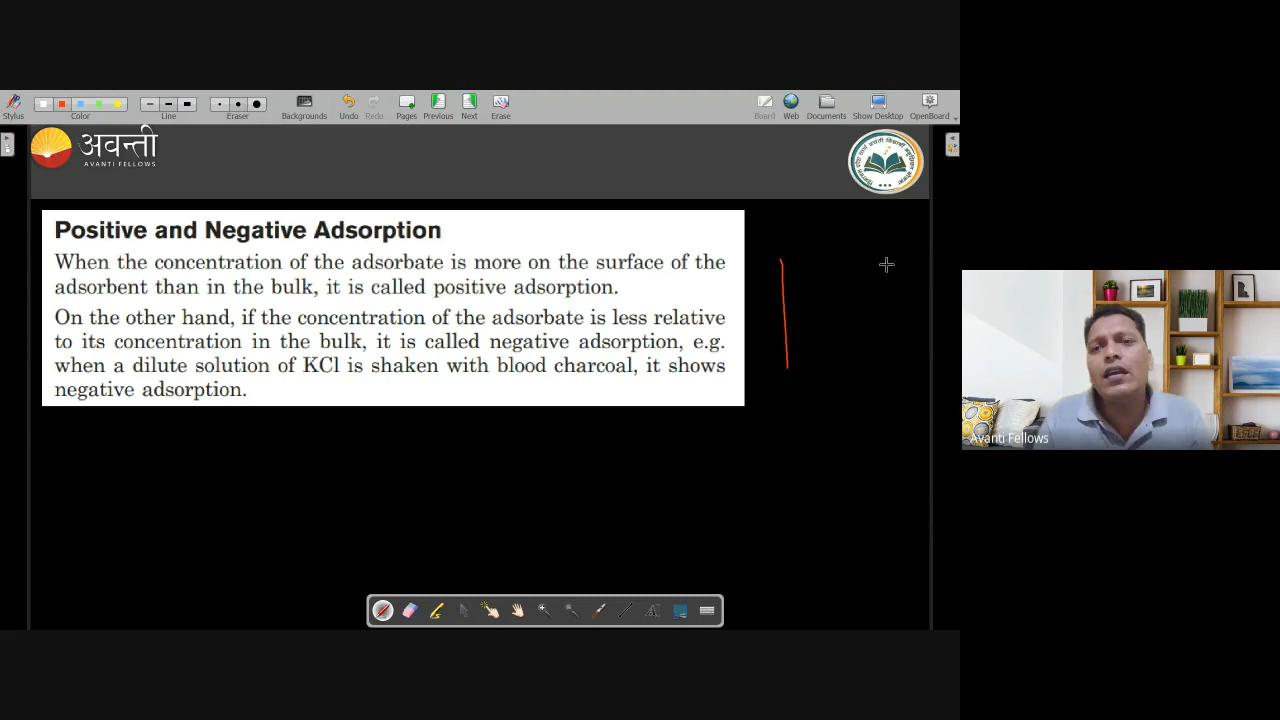 Stylus
Color
Line
Eraser
Backgrounds
Undo
Redo
Pages
Previous
Next
Erase
Board
Web
Documents
Show Desktop
OpenBoard
अवन्ती
AVANTI FELLOWS
Positive and Negative Adsorption
When the concentration of the adsorbate is more on the surface of the
adsorbent than in the bulk, it is called positive adsorption.
On the other hand, if the concentration of the adsorbate is less relative
to its concentration in the bulk, it is called negative adsorption, e.g.
when a dilute solution of KCl is shaken with blood charcoal, it shows
negative adsorption.
Avanti Fellows